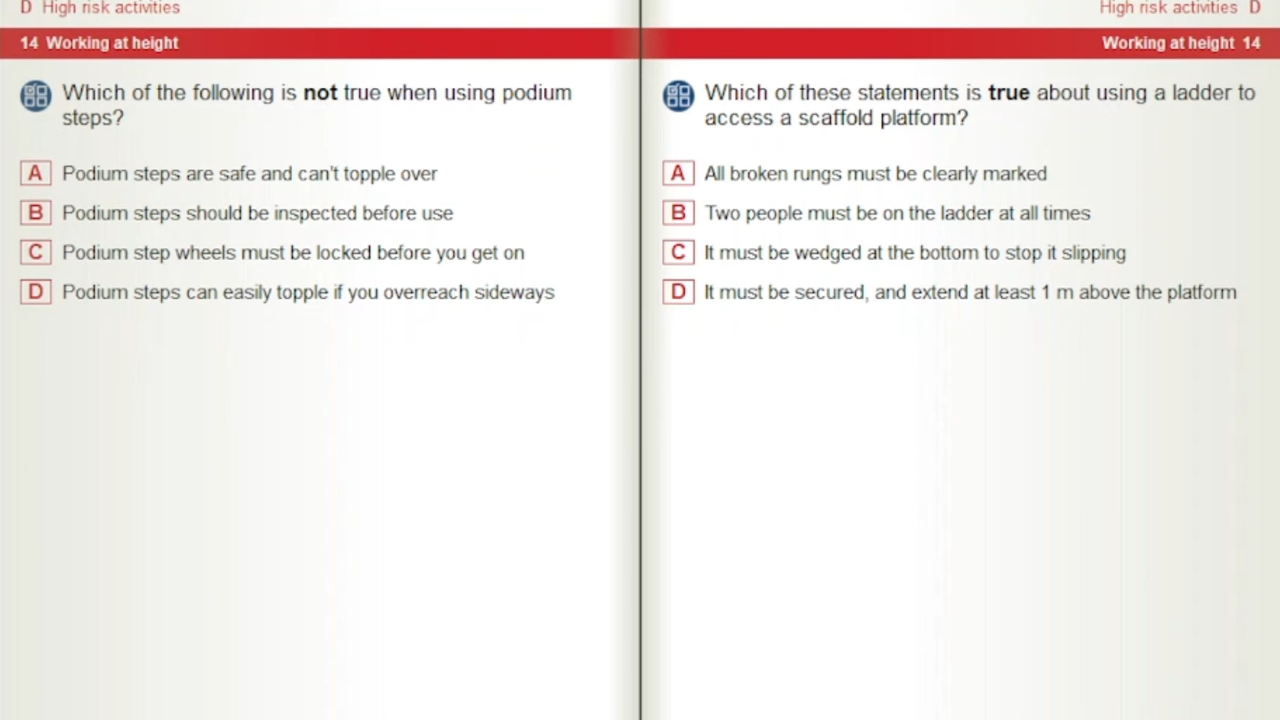 D High risk activities
14 Working at height
Which of the following is not true when using podium
steps?
A Podium steps are safe and can't topple over
B Podium steps should be inspected before use
C Podium step wheels must be locked before you get on
D Podium steps can easily topple if you overreach sideways
High risk activities D
Working at height 14
Which of these statements is true about using a ladder to
access a scaffold platform?
A All broken rungs must be clearly marked
B Two people must be on the ladder at all times
C It must be wedged at the bottom to stop it slipping
D It must be secured, and extend at least 1 m above the platform